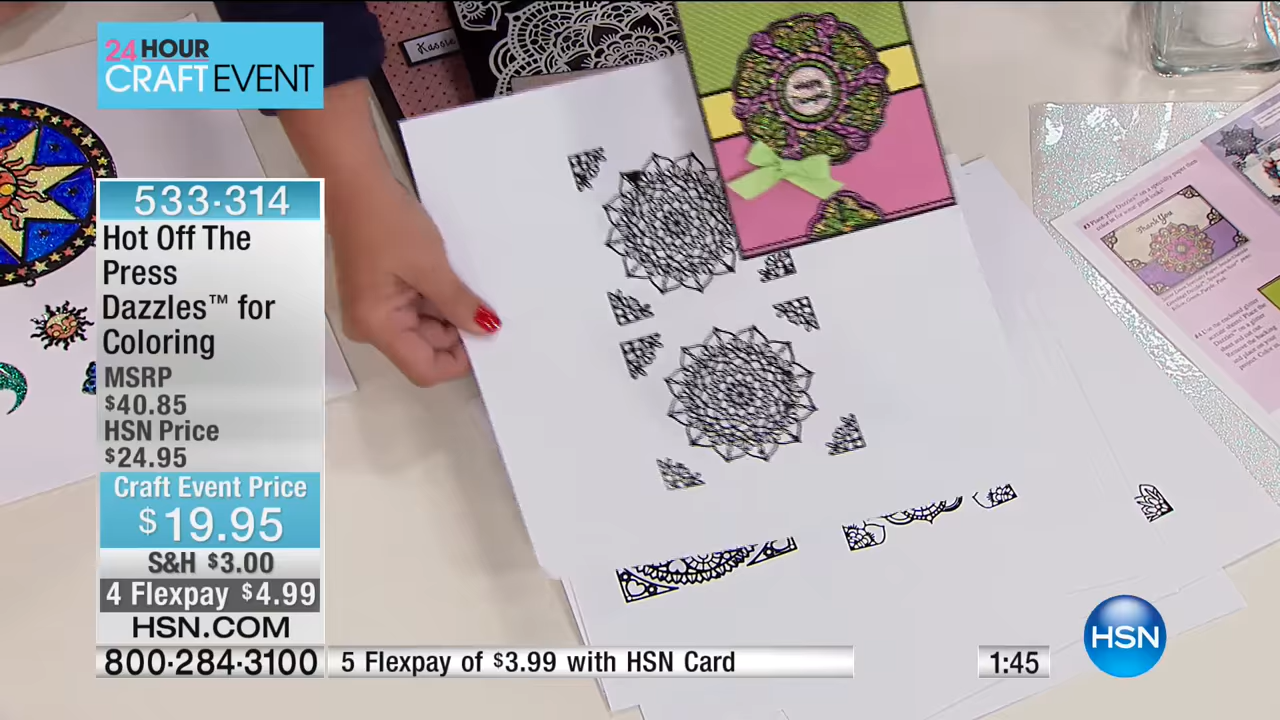 24 HOUR
CRAFT EVENT
533-314
Hot Off The
Press
Dazzles™ for
Coloring
MSRP
$40.85
HSN Price
$24.95
Craft Event Price
$19.95
S&H $3.00
4 Flexpay $4.99
HSN.COM
800-284-3100
5 Flexpay of $3.99 with HSN Card
1:45
HSN
Kassie
Thank You